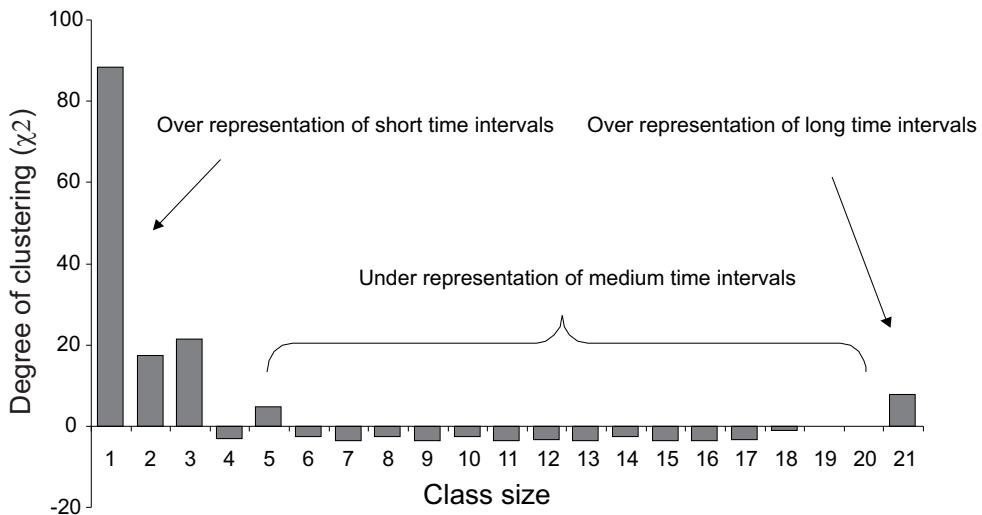 100
80
60
40
20
0
-20
Degree of clustering (χ2)
Over representation of short time intervals
Over representation of long time intervals
Under representation of medium time intervals
1 2 3 4 5 6 7 8 9 10 11 12 13 14 15 16 17 18 19 20 21
Class size